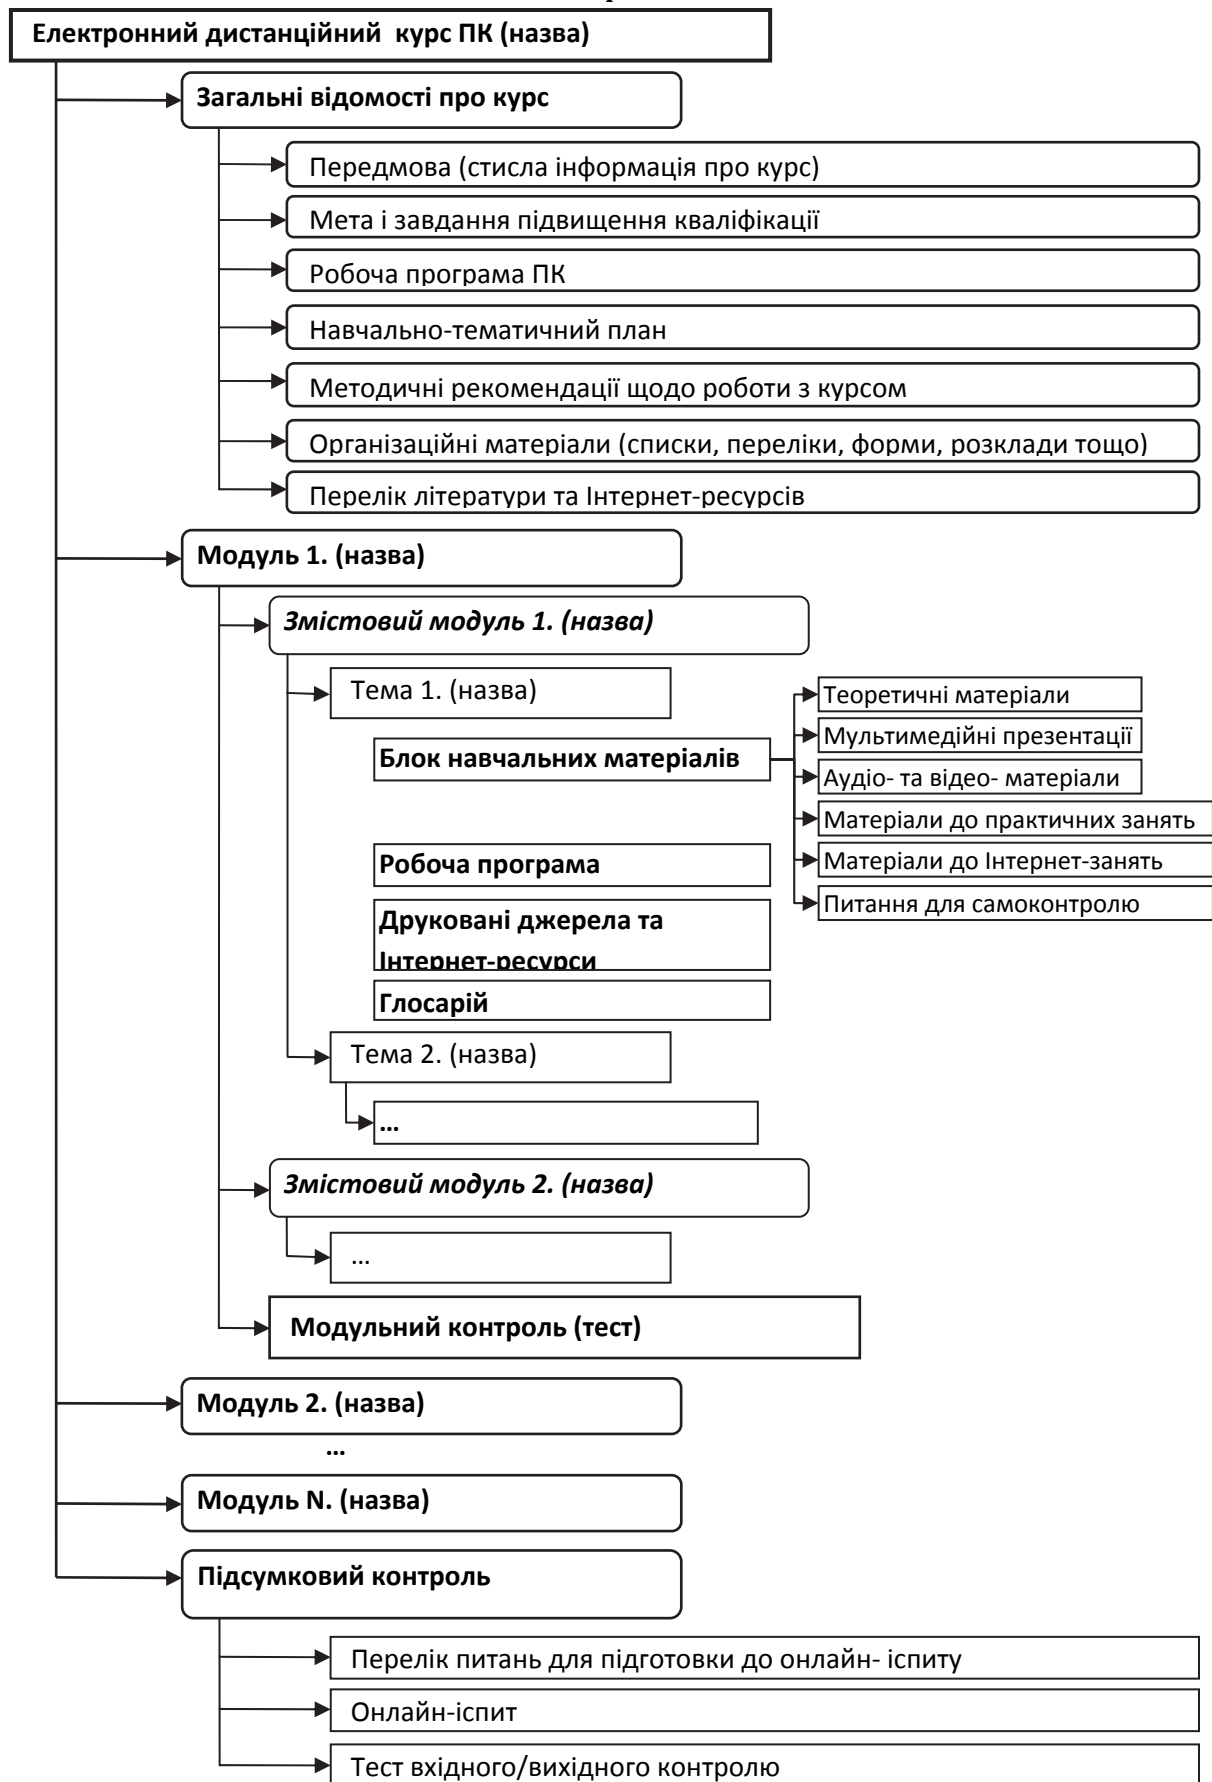 Електронний дистанційний курс ПК (назва)
Загальні відомості про курс
Передмова (стисла інформація про курс)
Мета і завдання підвищення кваліфікації
Робоча програма ПК
Навчально-тематичний план
Методичні рекомендації щодо роботи з курсом
Організаційні матеріали (списки, переліки, форми, розклади тощо)
Перелік літератури та Інтернет-ресурсів
Модуль 1. (назва)
Змістовий модуль 1. (назва)
Тема 1. (назва)
Блок навчальних матеріалів
Теоретичні матеріали
Мультимедійні презентації
Аудіо- та відео- матеріали
Матеріали до практичних занять
Матеріали до Інтернет-занять
Питання для самоконтролю
Робоча програма
Друковані джерела та
Інтернет-ресурси
Глосарій
Тема 2. (назва)
...
Змістовий модуль 2. (назва)
...
Модульний контроль (тест)
Модуль 2. (назва)
...
Модуль N. (назва)
Підсумковий контроль
Перелік питань для підготовки до онлайн- іспиту
Онлайн-іспит
Тест вхідного/вихідного контролю